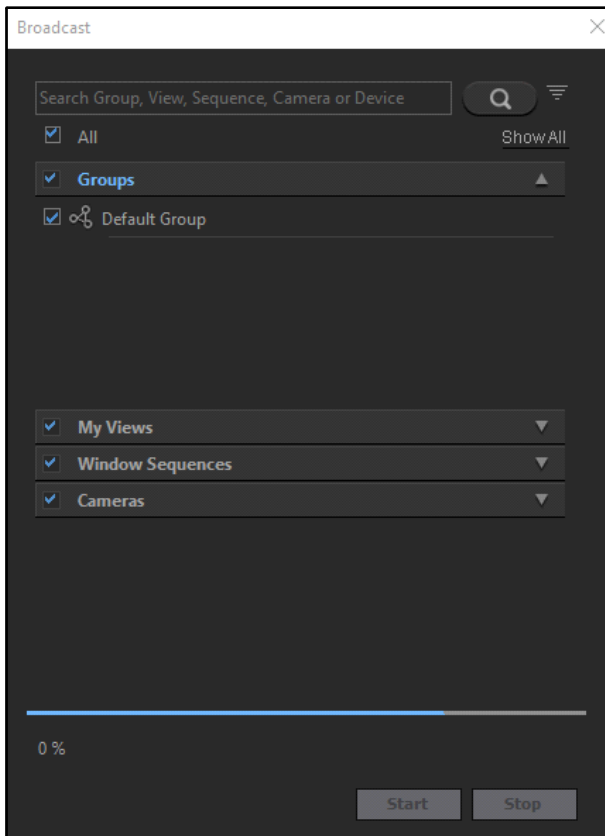 Broadcast
Search Group, View, Sequence, Camera or Device
All
Show All
Groups
Default Group
My Views
Window Sequences
Cameras
0 %
Start
Stop